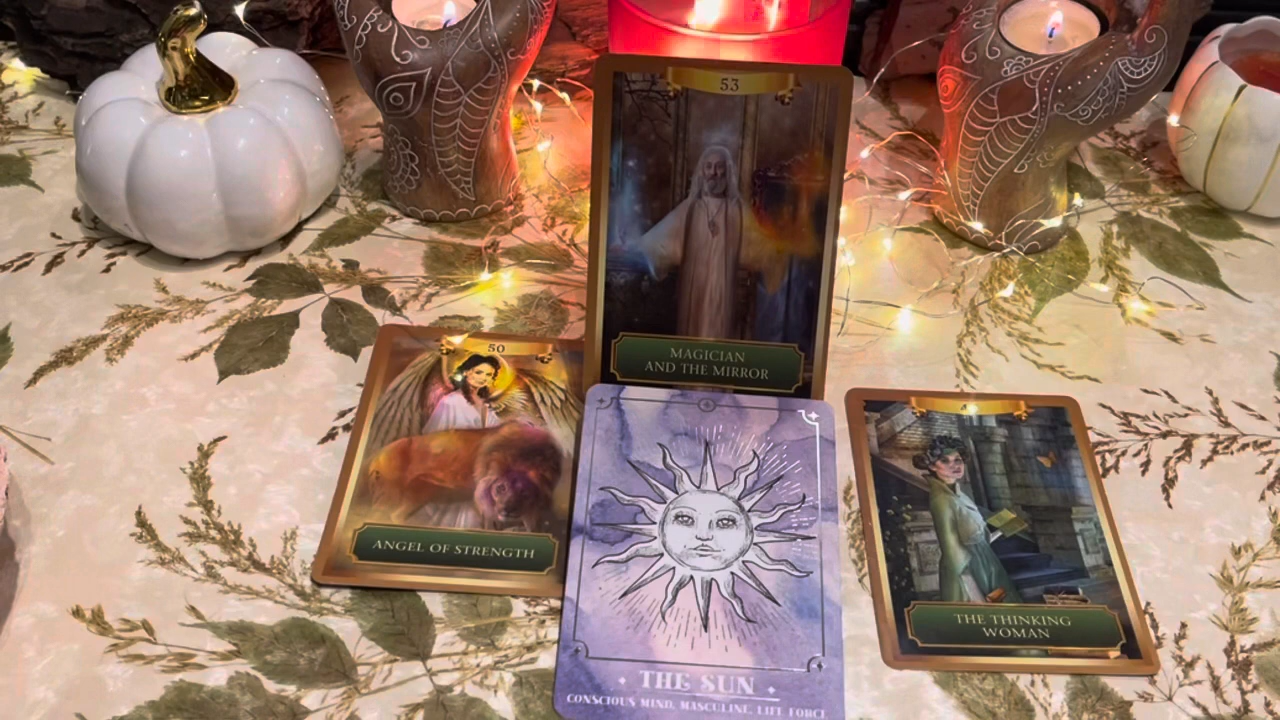 53
MAGICIAN
AND THE MIRROR
50
ANGEL OF STRENGTH
THE THINKING
WOMAN
THE SUN
CONSCIOUS MIND, MASCULINE, LIFE FORCE